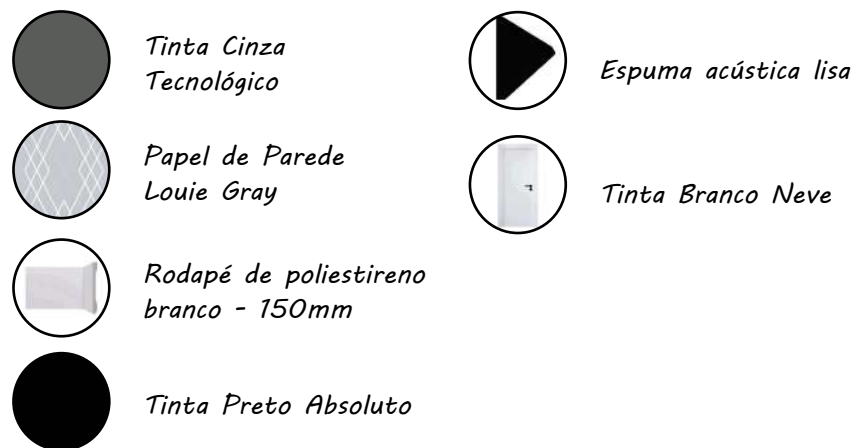 Tinta Cinza
Tecnológico
Papel de Parede
Louie Gray
Rodapé de poliestireno
branco - 150mm
Tinta Preto Absoluto
Espuma acústica lisa
Tinta Branco Neve